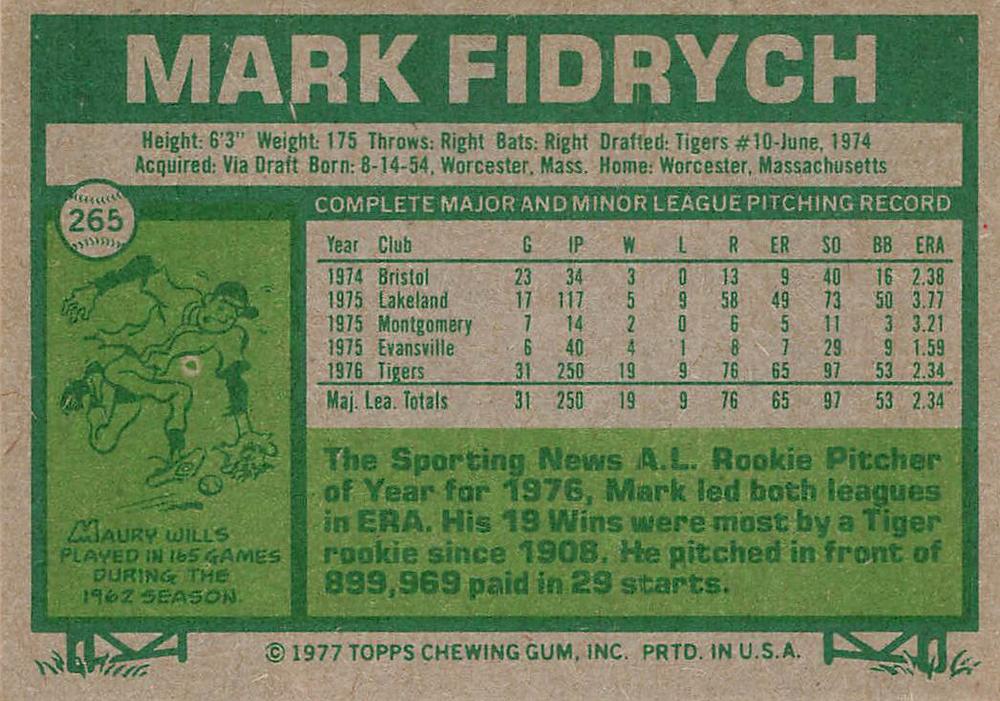 MARK FIDRYCH
Height: 6'3" Weight: 175 Throws: Right Bats: Right Drafted: Tigers #10-June, 1974
Acquired: Via Draft Born: 8-14-54, Worcester, Mass. Home: Worcester, Massachusetts
265
COMPLETE MAJOR AND MINOR LEAGUE PITCHING RECORD
Year Club G IP W L R ER SO BB ERA
1974 Bristol 23 34 3 0 13 9 40 16 2.38
1975 Lakeland 17 117 5 9 58 49 73 50 3.77
1975 Montgomery 7 14 2 0 6 5 11 3 3.21
1975 Evansville 6 40 4 1 8 7 29 9 1.59
1976 Tigers 31 250 19 9 76 65 97 53 2.34
Maj. Lea. Totals 31 250 19 9 76 65 97 53 2.34
The Sporting News A.L. Rookie Pitcher
of Year for 1976, Mark led both leagues
in ERA. His 19 Wins were most by a Tiger
rookie since 1908. He pitched in front of
899,969 paid in 29 starts.
MAURY WILLS
PLAYED IN 165 GAMES
DURING THE
1962 SEASON.
© 1977 TOPPS CHEWING GUM, INC. PRTD. IN U.S.A.